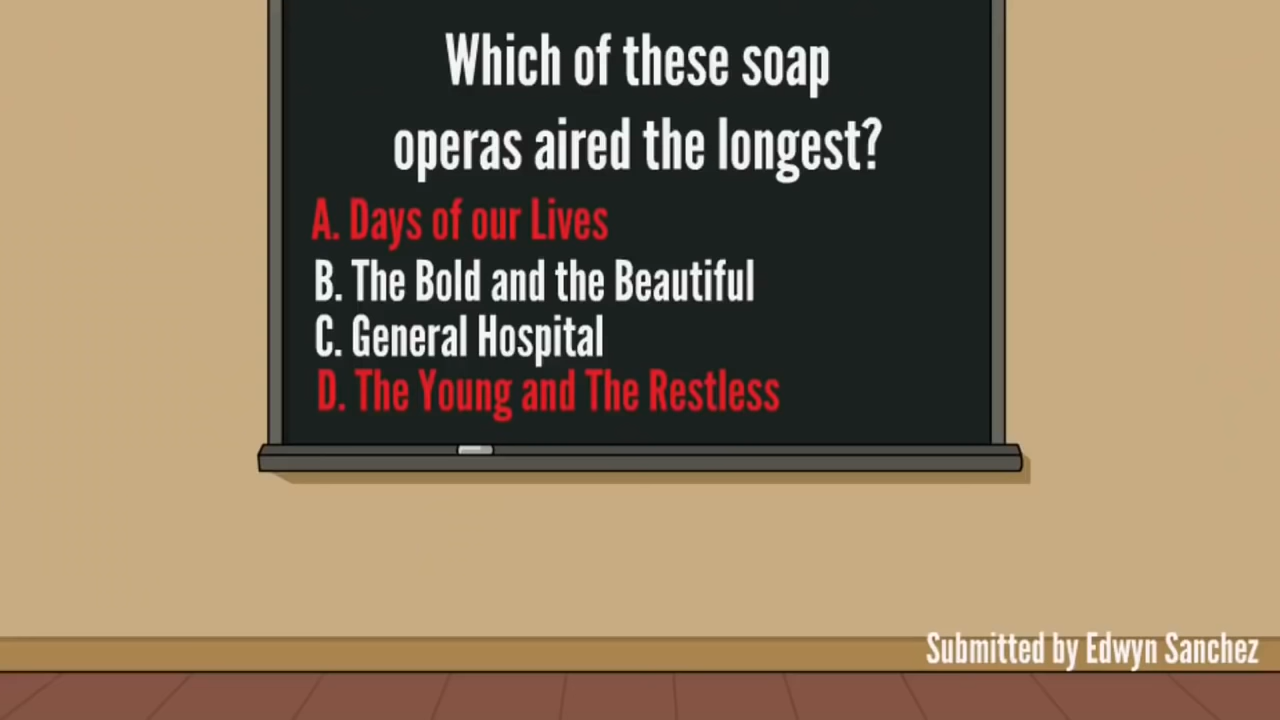 Which of these soap
operas aired the longest?
A. Days of our Lives
B. The Bold and the Beautiful
C. General Hospital
D. The Young and The Restless
Submitted by Edwyn Sanchez